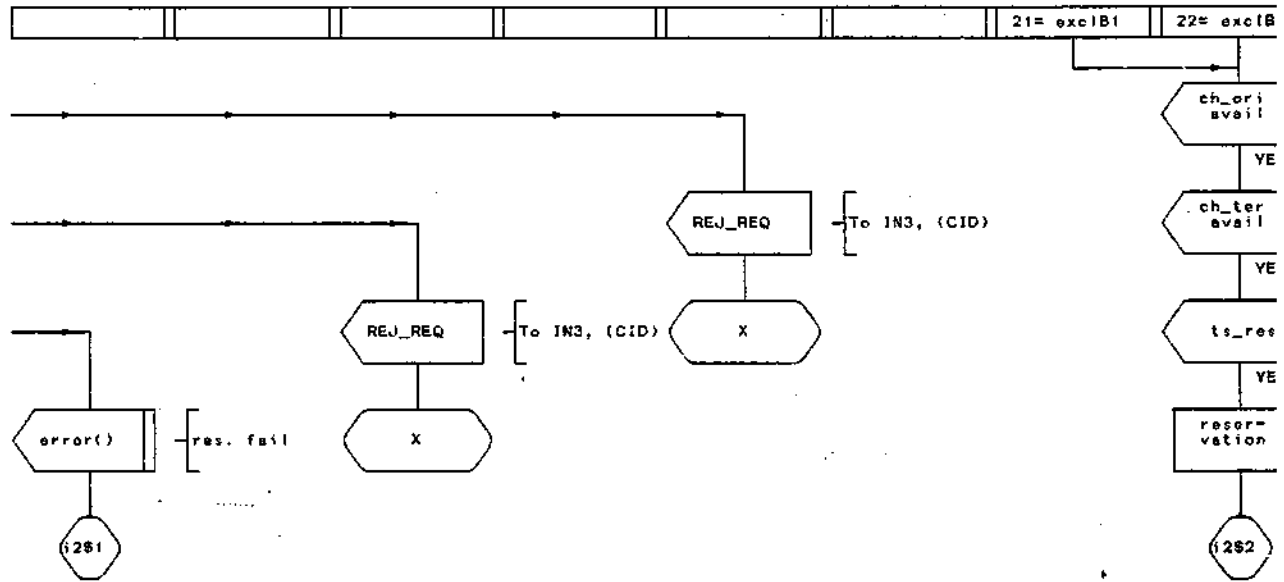 21= exclB1
22= exclB
ch_ori
avail
YE
REJ_REQ
To IN3, (CID)
ch_ter
avail
YE
REJ_REQ
To IN3, (CID)
X
ts_res
YE
error()
res. fail
X
reser-
vation
i2$1
i2$2